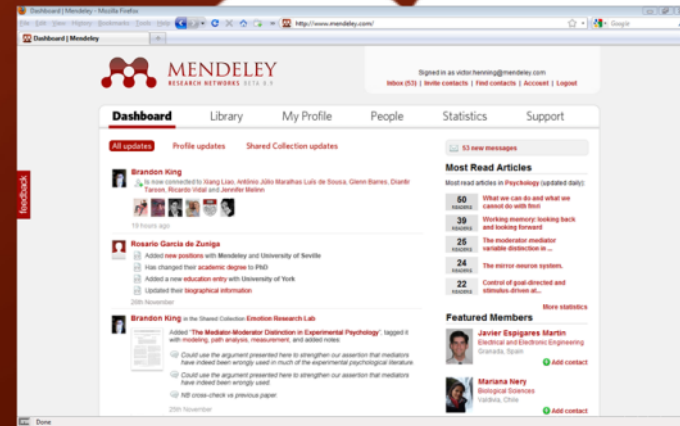 Dashboard | Mendeley - Mozilla Firefox
File Edit View History Bookmarks Tools Help
http://www.mendeley.com/
Google
Dashboard | Mendeley
MENDELEY
RESEARCH NETWORKS BETA 0.9
Signed in as victor.henning@mendeley.com
Inbox (53) | Invite contacts | Find contacts | Account | Logout
Dashboard Library My Profile People Statistics Support
All updates Profile updates Shared Collection updates
53 new messages
feedback
Brandon King
is now connected to Xiang Liao, António Júlio Marathas Luis de Sousa, Glenn Barres,
Tarson, Ricardo Vidal and Jennifer
19 hours ago
Rosario García de Zuniga
Added new positions with Mendeley and University of Seville
Has changed their academic degree to PhD
Added a new education entry with University of York
Updated their biographical information
26th November
Brandon King in the Shared Collection Emotion Research Lab
Added "The Mediator-Moderator Distinction in Experimental Psychology", tagged it
with modeling, path analysis, measurement, and added notes:
Could use the argument presented here to strengthen our assertion that mediators
have indeed been wrongly used in much of the experimental psychological literature.
Could use the argument presented here to strengthen our assertion that mediators
have indeed been wrongly used.
NB cross-check vs previous paper.
25th November
Most Read Articles
Most read articles in Psychology (updated daily):
50 READERS What we can do and what we
cannot do with fmri
39 READERS Working memory: looking back
and looking forward
25 READERS The moderator-mediator
variable distinction in ...
24 READERS The mirror-neuron system.
22 READERS Control of goal-directed and
stimulus-driven at...
More statistics
Featured Members
Javier Espigares Martin
Electrical and Electronic Engineering
Granada, Spain
Add contact
Mariana Nery
Biological Sciences
Valdivia, Chile
Add contact
Done